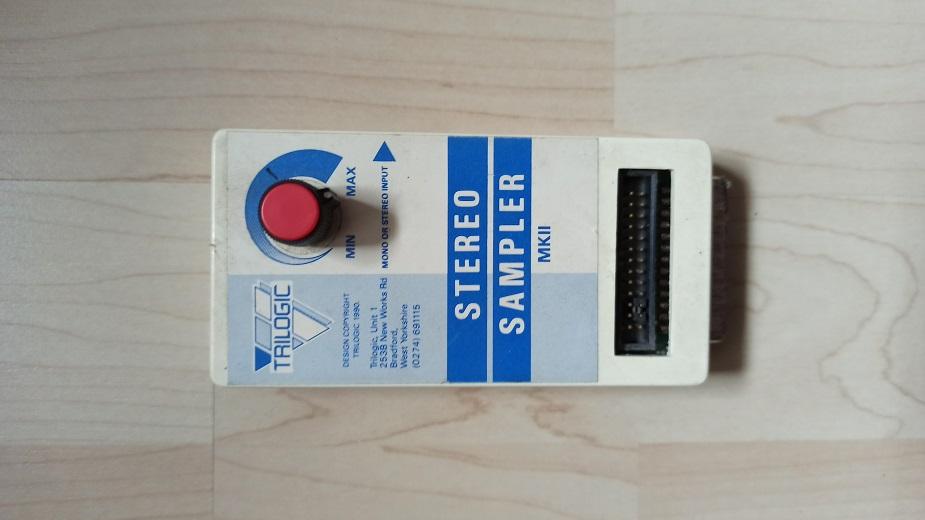 TRILOGIC
DESIGN COPYRIGHT
TRILOGIC 1990.
Trilogic, Unit 1
253B New Works Rd
Bradford,
West Yorkshire
(0274) 691115
MIN MAX
MONO OR STEREO INPUT
STEREO
SAMPLER
MKII